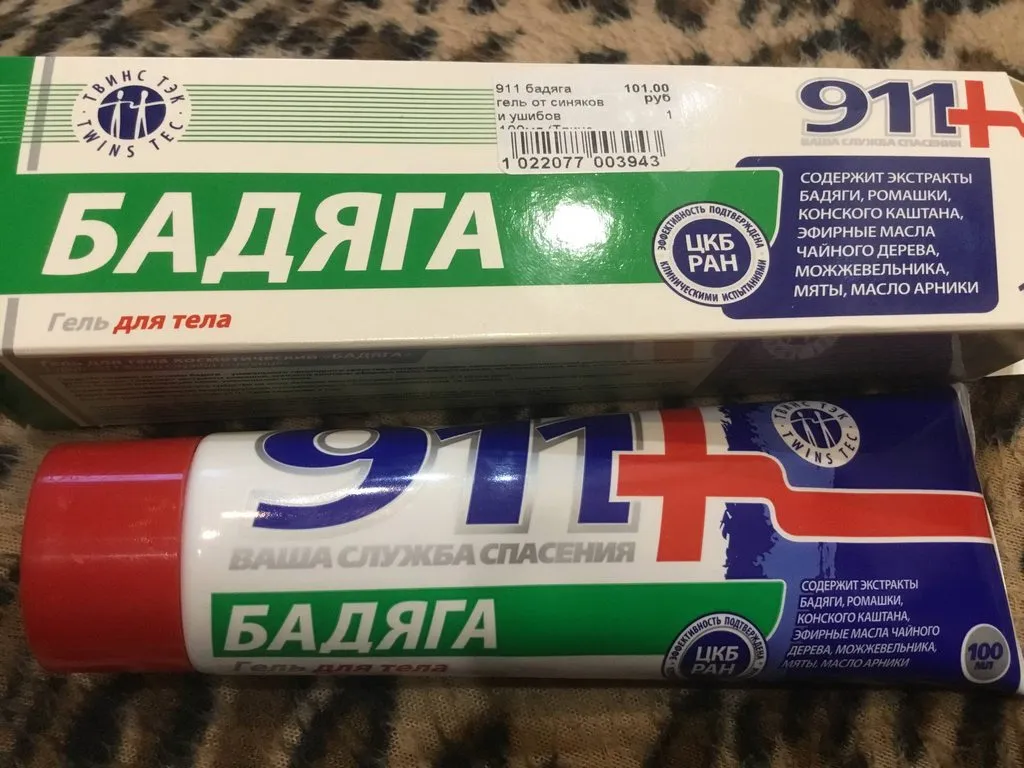 ТВИНС ТЭК
TWINS TEC
911 бадяга 101.00
гель от синяков руб
и ушибов 1
1 022077 003943
911+
ВАША СЛУЖБА СПАСЕНИЯ
БАДЯГА
Гель для тела
ЭФФЕКТИВНОСТЬ ПОДТВЕРЖДЕНА
ЦКБ
РАН
КЛИНИЧЕСКИМИ ИСПЫТАНИЯМИ
СОДЕРЖИТ ЭКСТРАКТЫ
БАДЯГИ, РОМАШКИ,
КОНСКОГО КАШТАНА,
ЭФИРНЫЕ МАСЛА
ЧАЙНОГО ДЕРЕВА,
МОЖЖЕВЕЛЬНИКА,
МЯТЫ, МАСЛО АРНИКИ
911+
ВАША СЛУЖБА СПАСЕНИЯ
ТВИНС ТЭК
TWINS TEC
БАДЯГА
Гель для тела
ЭФФЕКТИВНОСТЬ ПОДТВЕРЖДЕНА
ЦКБ
РАН
СОДЕРЖИТ ЭКСТРАКТЫ
БАДЯГИ, РОМАШКИ,
КОНСКОГО КАШТАНА,
ЭФИРНЫЕ МАСЛА ЧАЙНОГО
ДЕРЕВА, МОЖЖЕВЕЛЬНИКА,
МЯТЫ, МАСЛО АРНИКИ
100
МЛ